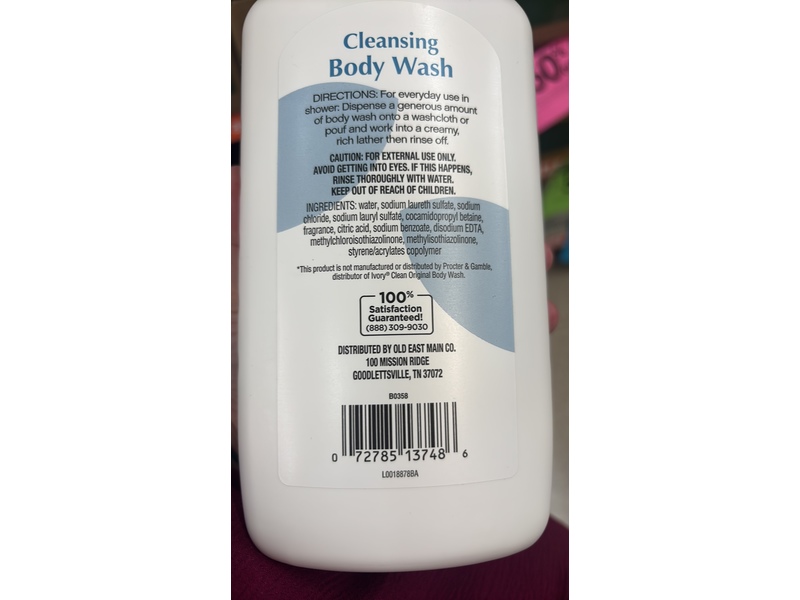 Cleansing
Body Wash
DIRECTIONS: For everyday use in
shower: Dispense a generous amount
of body wash onto a washcloth or
pouf and work into a creamy,
rich lather then rinse off.
CAUTION: FOR EXTERNAL USE ONLY.
AVOID GETTING INTO EYES. IF THIS HAPPENS,
RINSE THOROUGHLY WITH WATER.
KEEP OUT OF REACH OF CHILDREN.
INGREDIENTS: water, sodium laureth sulfate, sodium
chloride, sodium lauryl sulfate, cocamidopropyl betaine,
fragrance, citric acid, sodium benzoate, disodium EDTA,
methylchloroisothiazolinone, methylisothiazolinone,
styrene/acrylates copolymer
*This product is not manufactured or distributed by Procter & Gamble,
distributor of Ivory® Clean Original Body Wash.
100%
Satisfaction
Guaranteed!
(888) 309-9030
DISTRIBUTED BY OLD EAST MAIN CO.
100 MISSION RIDGE
GOODLETTSVILLE, TN 37072
B0358
0 72785 13748 6
L0018878BA